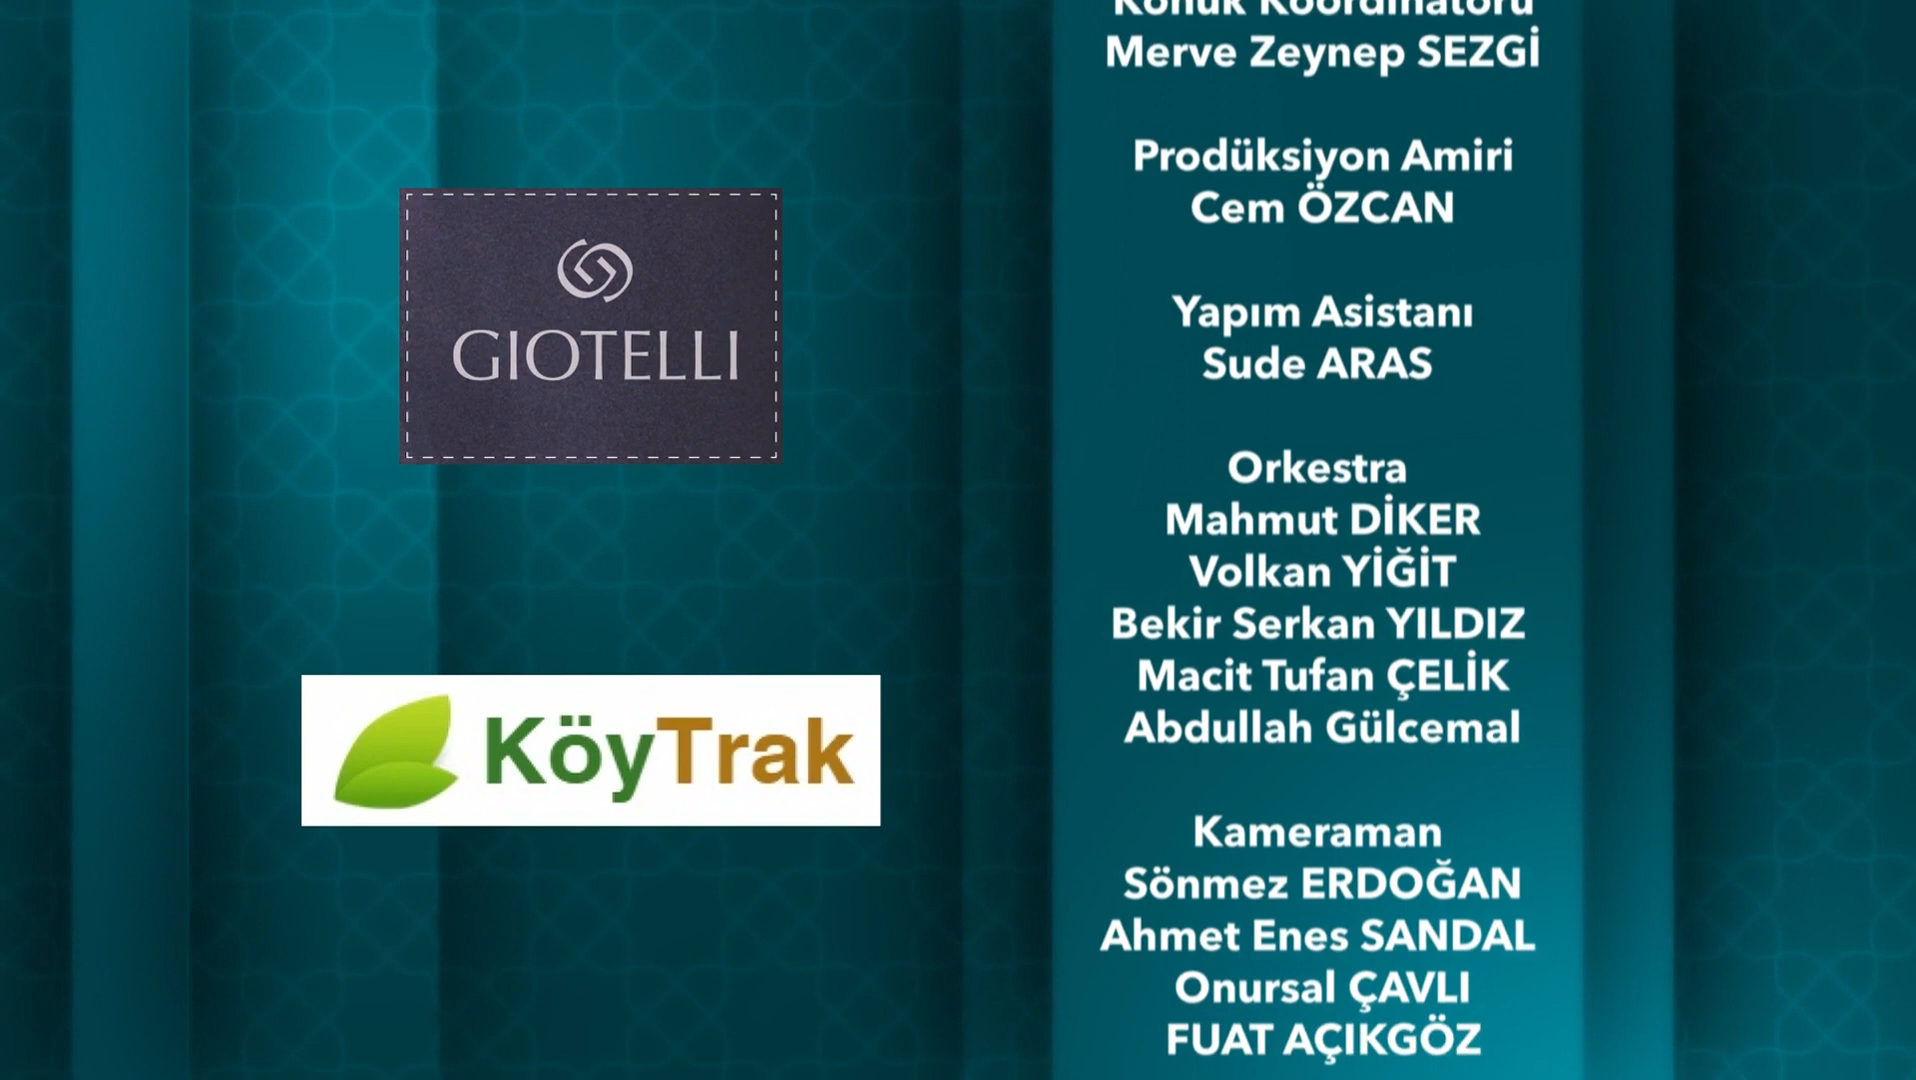 Konuk Koordinatörü
Merve Zeynep SEZGİ
Prodüksiyon Amiri
Cem ÖZCAN
Yapım Asistanı
Sude ARAS
Orkestra
Mahmut DİKER
Volkan YİĞİT
Bekir Serkan YILDIZ
Macit Tufan ÇELİK
Abdullah Gülcemal
Kameraman
Sönmez ERDOĞAN
Ahmet Enes SANDAL
Onursal ÇAVLI
FUAT AÇIKGÖZ
GIOTELLI
KöyTrak